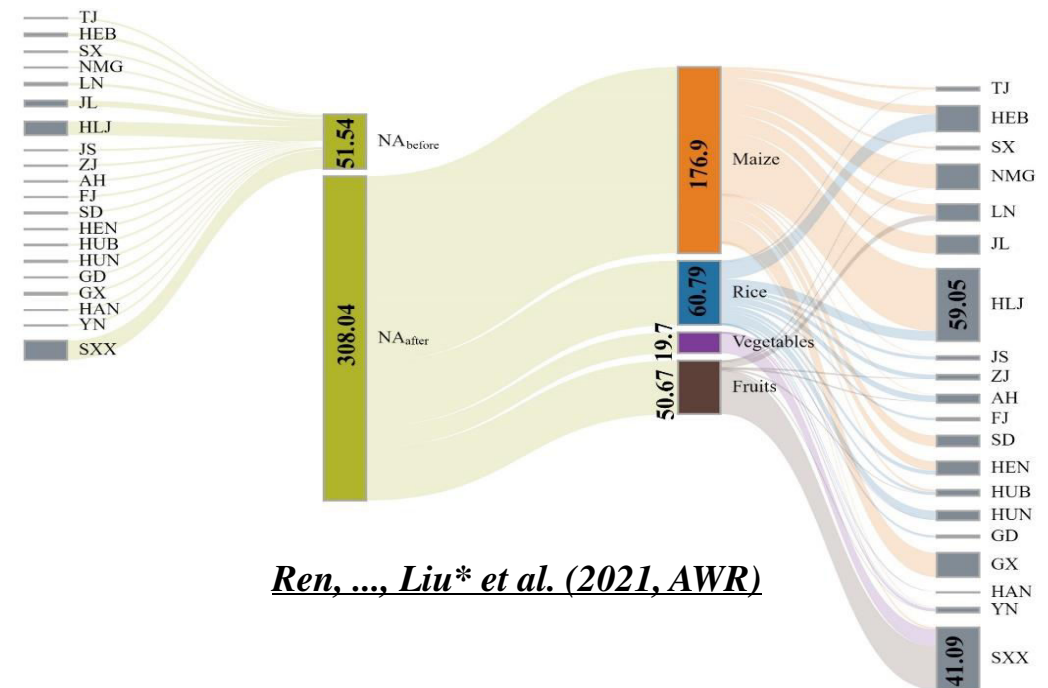 TJ
HEB
SX
NMG
LN
JL
HLJ
JS
ZJ
AH
FJ
SD
HEN
HUB
HUN
GD
GX
HAN
YN
SXX
51.54
NAbefore
308.04
NAafter
176.9
Maize
60.79
Rice
19.7
Vegetables
50.67
Fruits
TJ
HEB
SX
NMG
LN
JL
59.05
HLJ
JS
ZJ
AH
FJ
SD
HEN
HUB
HUN
GD
GX
HAN
YN
41.09
SXX
Ren, ..., Liu* et al. (2021, AWR)